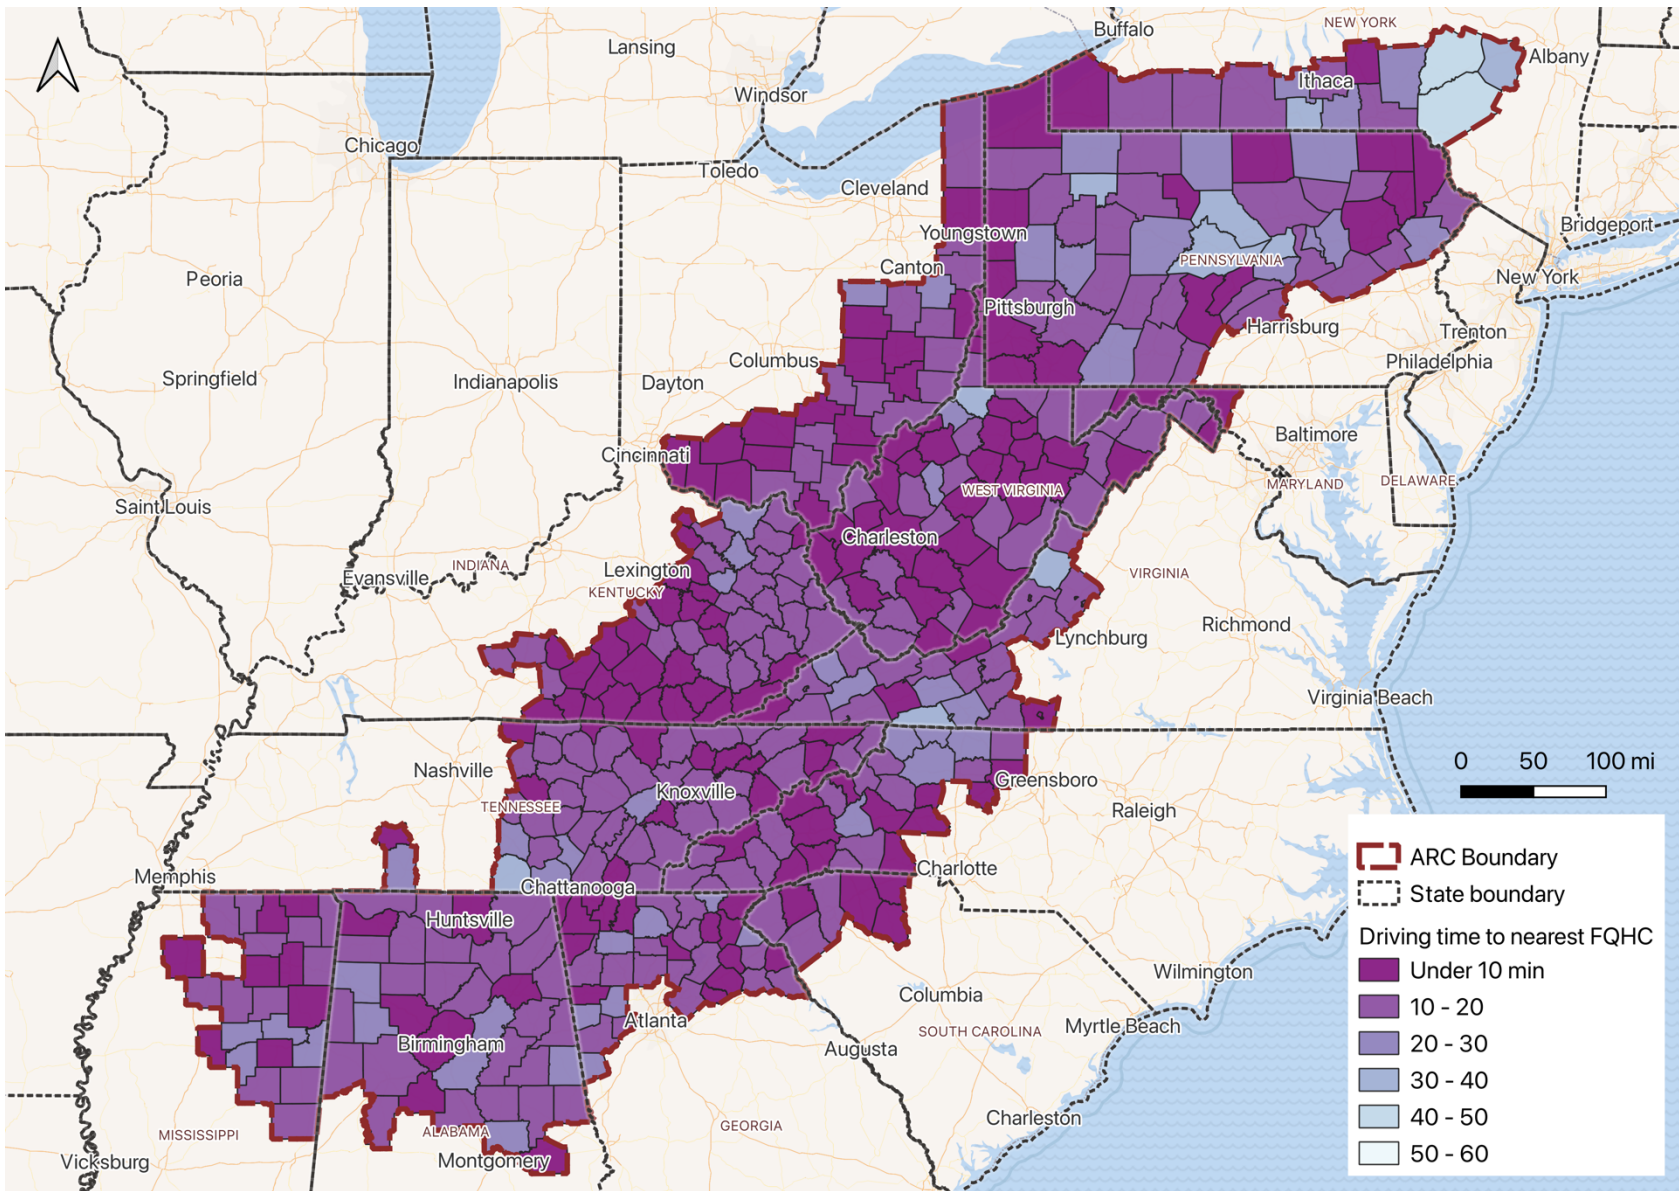 Buffalo
NEW YORK
Lansing
Albany
Ithaca
Windsor
Chicago
Toledo
Cleveland
Bridgeport
Youngstown
PENNSYLVANIA
Canton
New York
Peoria
Pittsburgh
Harrisburg
Trenton
Columbus
Philadelphia
Springfield
Indianapolis
Dayton
Baltimore
Cincinnati
WEST VIRGINIA
MARYLAND
DELAWARE
Saint Louis
Charleston
INDIANA
Evansville
Lexington
VIRGINIA
KENTUCKY
Richmond
Lynchburg
Virginia Beach
Nashville
Greensboro
0 50 100 mi
Knoxville
TENNESSEE
Raleigh
Memphis
Charlotte
Chattanooga
Huntsville
ARC Boundary
State boundary
Driving time to nearest FQHC
Under 10 min
10 - 20
20 - 30
30 - 40
40 - 50
50 - 60
Wilmington
Columbia
Atlanta
SOUTH CAROLINA
Myrtle Beach
Birmingham
Augusta
Charleston
GEORGIA
MISSISSIPPI
ALABAMA
Vicksburg
Montgomery